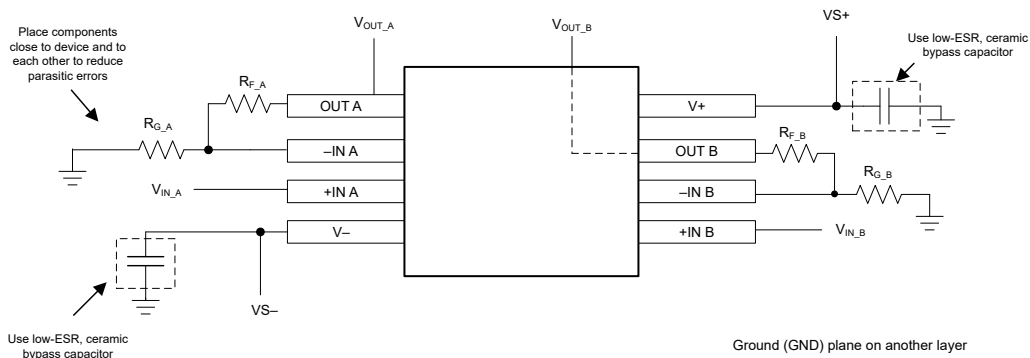 Place components
close to device and to
each other to reduce
parasitic errors
V_OUT_A
V_OUT_B
VS+
Use low-ESR, ceramic
bypass capacitor
R_F_A
OUT A
V+
R_G_A
–IN A
OUT B
R_F_B
V_IN_A
+IN A
–IN B
R_G_B
V–
+IN B
V_IN_B
VS–
Use low-ESR, ceramic
bypass capacitor
Ground (GND) plane on another layer